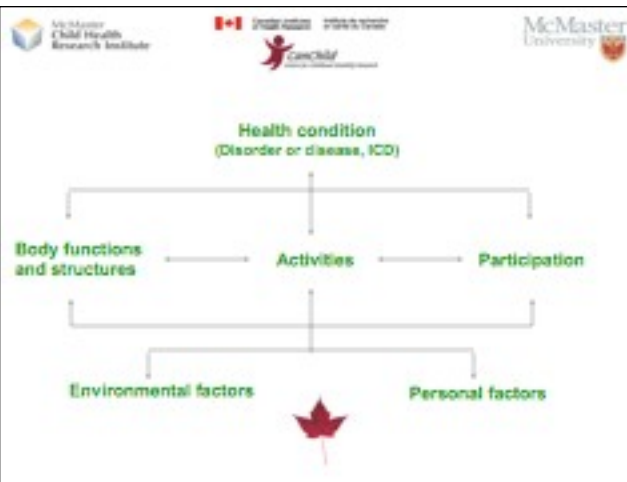 McMaster
Child Health
Research Institute
CanChild
McMaster
University
Health condition
(Disorder or disease, ICD)
Body functions
and structures
Activities
Participation
Environmental factors
Personal factors